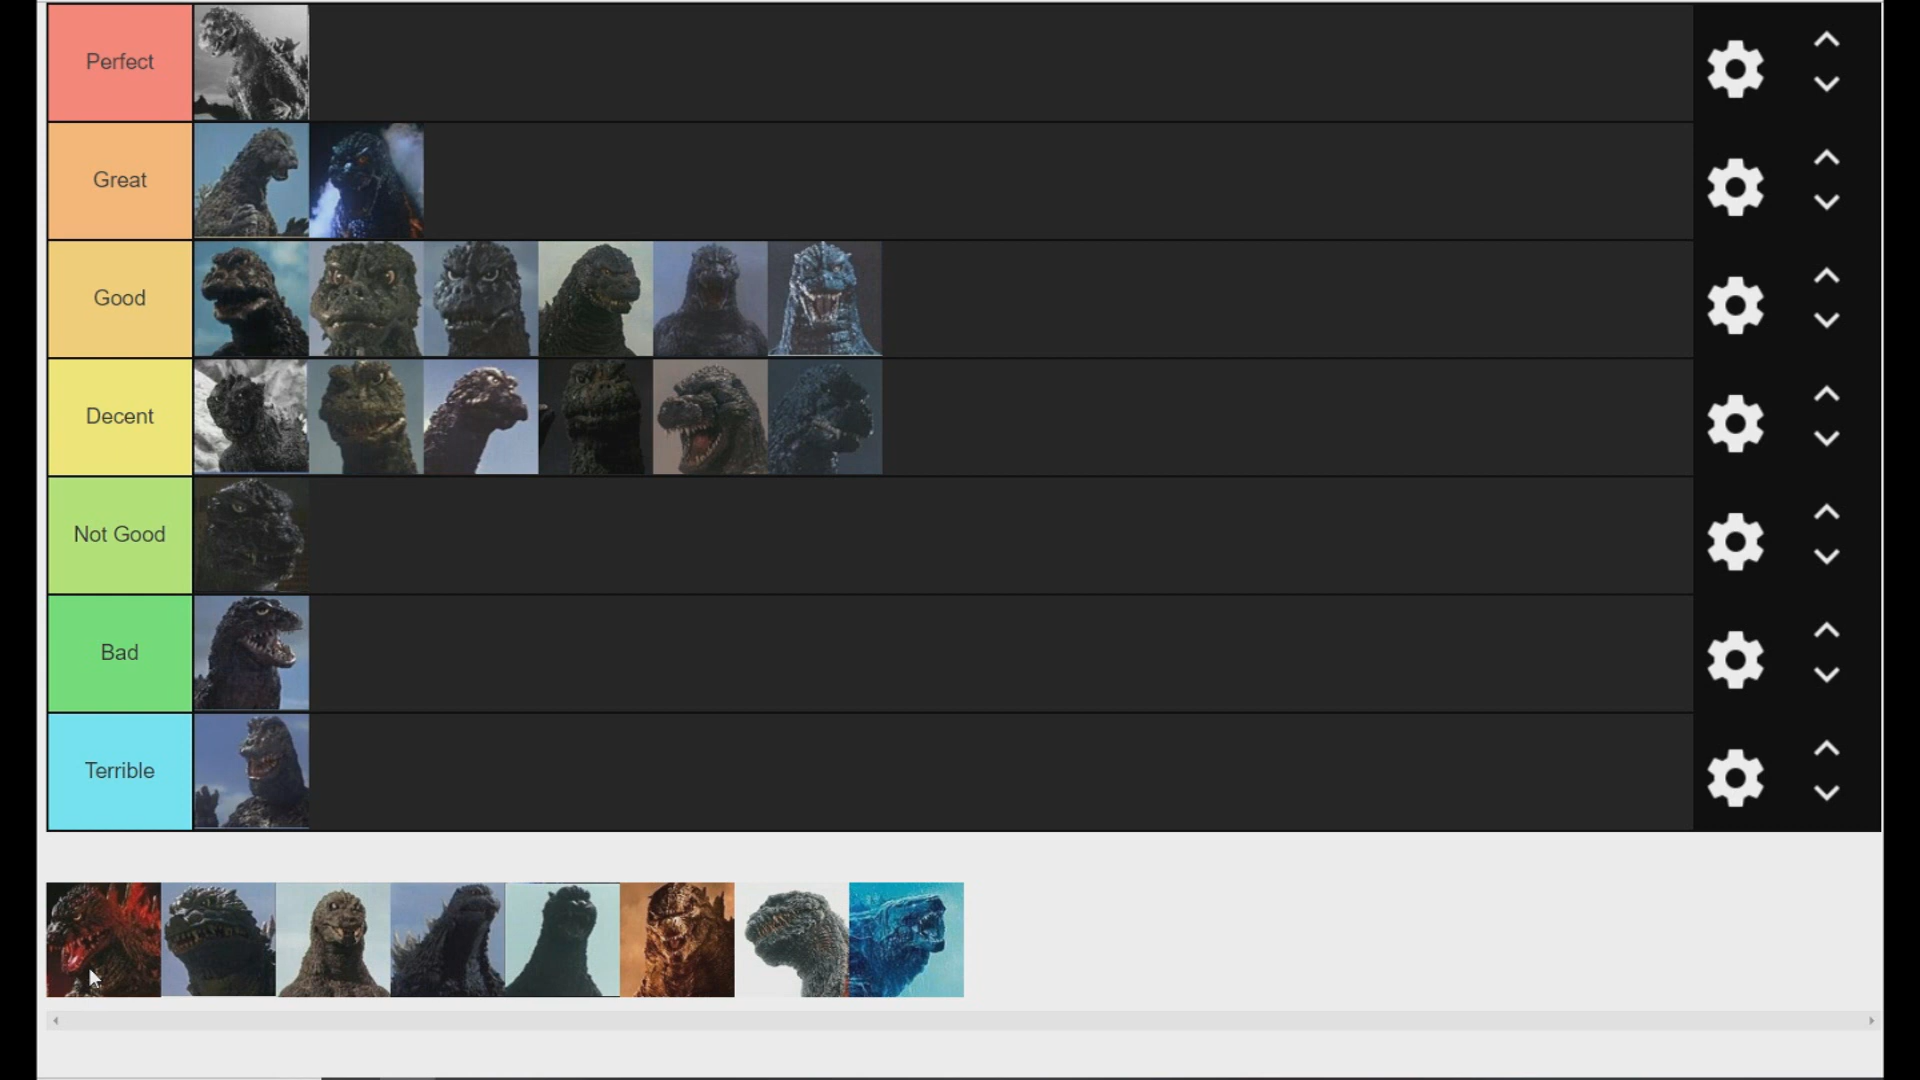 Perfect
Great
Good
Decent
Not Good
Bad
Terrible